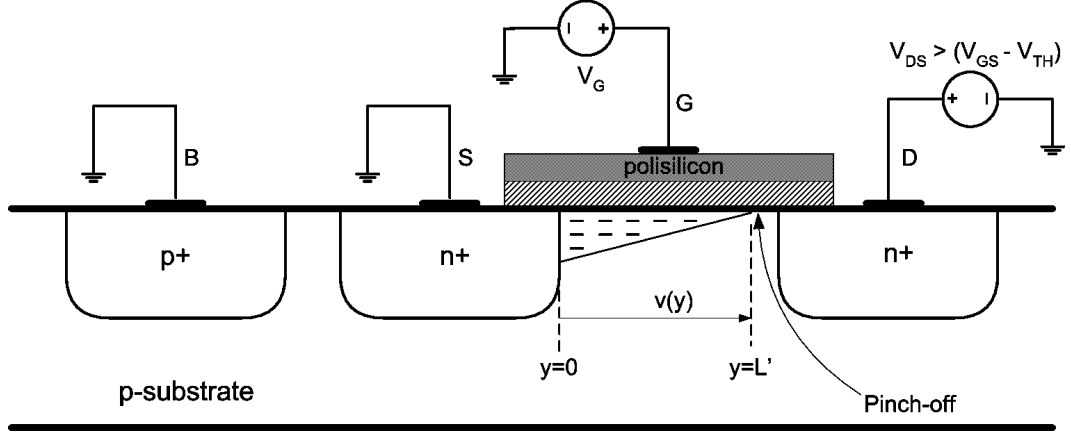 V_G
V_DS > (V_GS - V_TH)
B
S
G
D
polisilicon
p+
n+
n+
v(y)
y=0
y=L'
p-substrate
Pinch-off